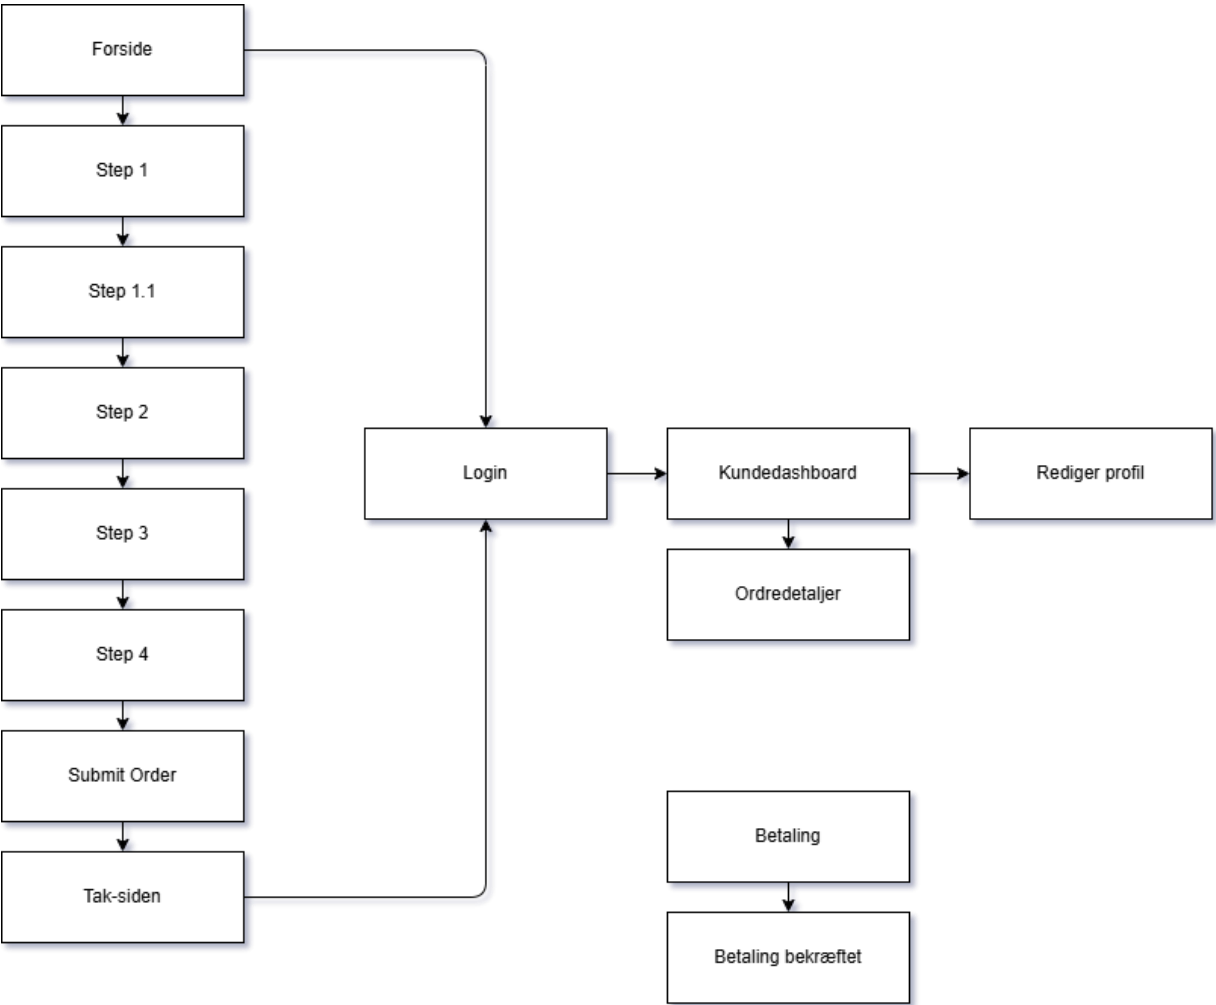 Forside
Step 1
Step 1.1
Step 2
Step 3
Step 4
Submit Order
Tak-siden
Login
Kundedashboard
Rediger profil
Ordredetaljer
Betaling
Betaling bekræftet